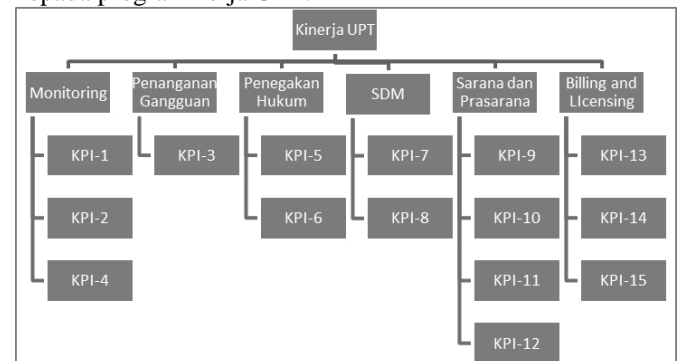 Kinerja UPT
Monitoring
KPI-1
KPI-2
KPI-4
Penanganan
Gangguan
KPI-3
Penegakan
Hukum
KPI-5
KPI-6
SDM
KPI-7
KPI-8
Sarana dan
Prasarana
KPI-9
KPI-10
KPI-11
KPI-12
Billing and
LIcensing
KPI-13
KPI-14
KPI-15